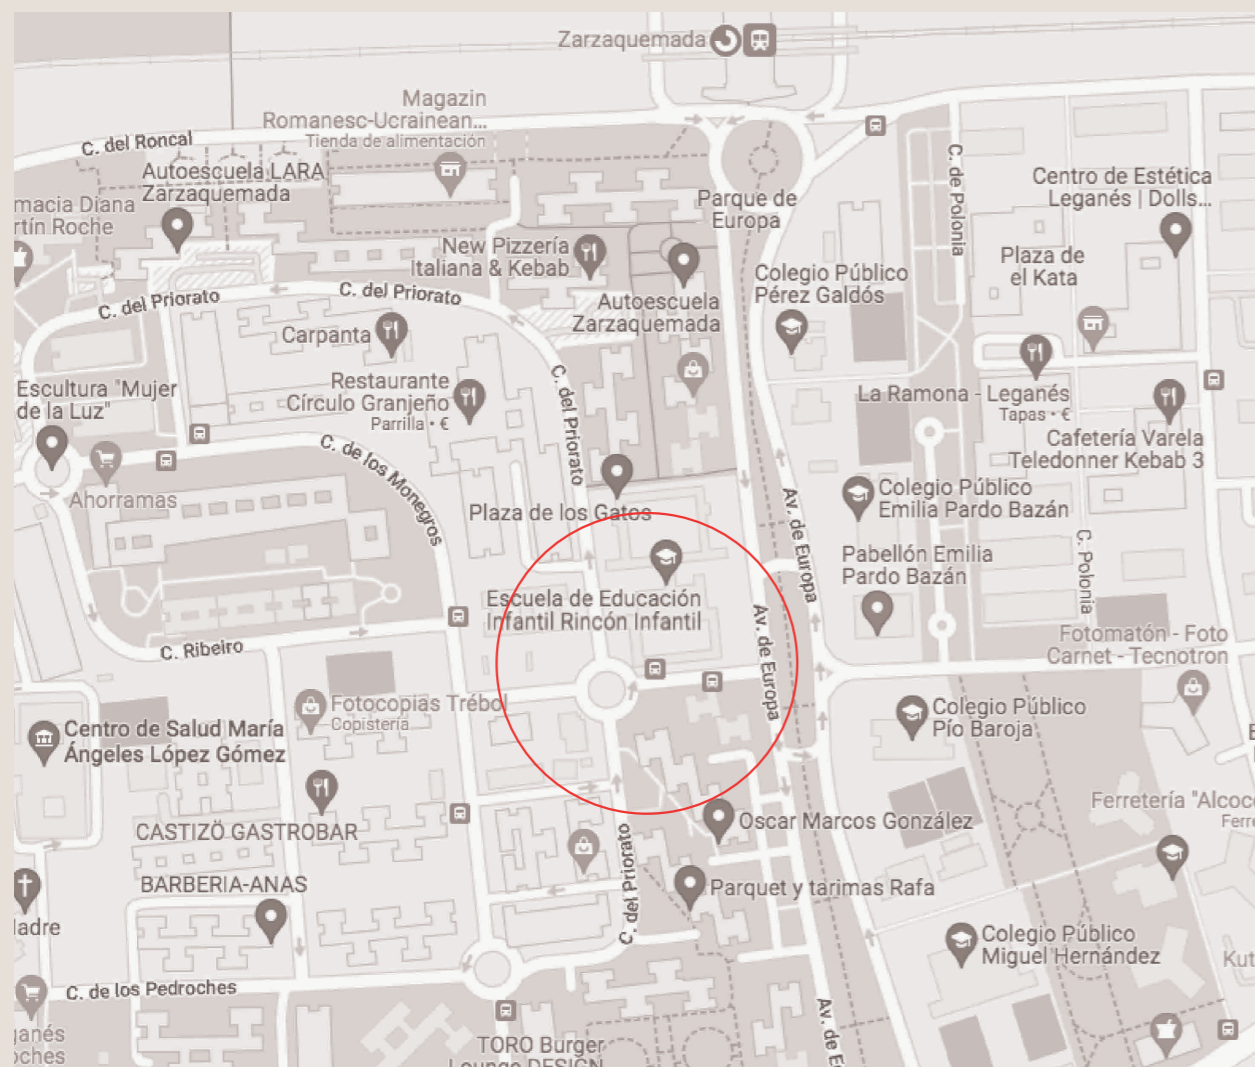 Zarzaquemada
Magazin
Romanesc-Ucrainean...
Tienda de alimentación
C. del Roncal
Autoescuela LARA
Zarzaquemada
macia Diana
rtín Roche
C. de Polonia
Centro de Estética
Leganés | Dolls...
Parque de
Europa
New Pizzería
Italiana & Kebab
Plaza de
el Kata
Colegio Público
Pérez Galdós
C. del Priorato
C. del Priorato
Autoescuela
Zarzaquemada
Carpanta
Escultura "Mujer
de la Luz"
Restaurante
Círculo Granjeño
Parrilla • €
C. del Priorato
La Ramona - Leganés
Tapas • €
Cafetería Varela
Teledonner Kebab 3
C. de los Monegros
Ahorramas
Plaza de los Gatos
Av. de Europa
Colegio Público
Emilia Pardo Bazán
Pabellón Emilia
Pardo Bazán
C. Polonia
Escuela de Educación
Infantil Rincón Infantil
Av. de Europa
C. Ribeiro
Fotomatón - Foto
Carnet - Tecnotron
Fotocopias Trébol
Copistería
Centro de Salud María
Ángeles López Gómez
Colegio Público
Pío Baroja
CASTIZÖ GASTROBAR
Oscar Marcos González
Ferretería "Alcoco
Ferre
BARBERIA-ANAS
C. del Priorato
Parquet y tarimas Rafa
ladre
Colegio Público
Miguel Hernández
Kut
C. de los Pedroches
Av. de E
ganés
oches
TORO Burger
Lounge DESIGN